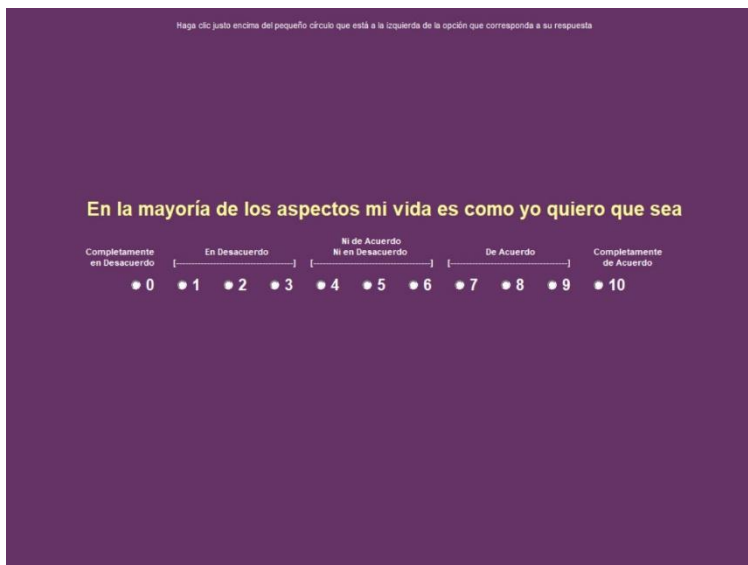 Haga clic justo encima del pequeño círculo que está a la izquierda de la opción que corresponda a su respuesta
En la mayoría de los aspectos mi vida es como yo quiero que sea
Completamente
en Desacuerdo
En Desacuerdo
[--------------------------------]
Ni de Acuerdo
Ni en Desacuerdo
[--------------------------------]
De Acuerdo
[--------------------------------]
Completamente
de Acuerdo
0 1 2 3 4 5 6 7 8 9 10